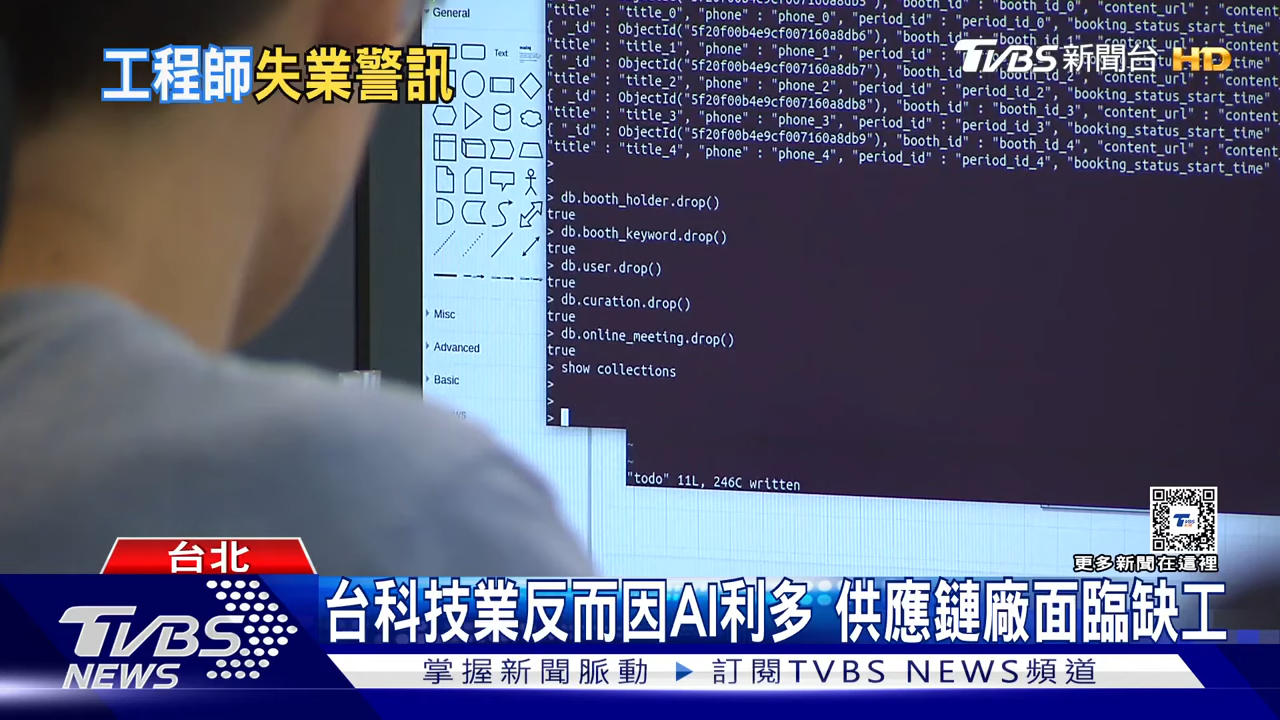 工程師失業警訊
TVBS新聞台 HD
General
Text
Misc
Advanced
Basic
"title" : "title_0", "phone" : "phone_0", "period_id" : "period_id_0", "booking_status_start_time"
{ "_id" : ObjectId("5f20f00b4e9cf007160a8db6"), "booth_id" : "booth_id_1", "content_url" : "content
"title" : "title_1", "phone" : "phone_1", "period_id" : "period_id_1", "booking_status_start_time"
{ "_id" : ObjectId("5f20f00b4e9cf007160a8db7"), "booth_id" : "booth_id_2", "content_url" : "content
"title" : "title_2", "phone" : "phone_2", "period_id" : "period_id_2", "booking_status_start_time"
{ "_id" : ObjectId("5f20f00b4e9cf007160a8db8"), "booth_id" : "booth_id_3", "content_url" : "content
"title" : "title_3", "phone" : "phone_3", "period_id" : "period_id_3", "booking_status_start_time"
{ "_id" : ObjectId("5f20f00b4e9cf007160a8db9"), "booth_id" : "booth_id_4", "content_url" : "content
"title" : "title_4", "phone" : "phone_4", "period_id" : "period_id_4", "booking_status_start_time"
>
> db.booth_holder.drop()
true
> db.booth_keyword.drop()
true
> db.user.drop()
true
> db.curation.drop()
true
> db.online_meeting.drop()
true
> show collections
>
>
>
~
~
"todo" 11L, 246C written
更多新聞在這裡
台北
台科技業反而因AI利多 供應鏈廠面臨缺工
TVBS NEWS
掌握新聞脈動 ▶ 訂閱TVBS NEWS頻道